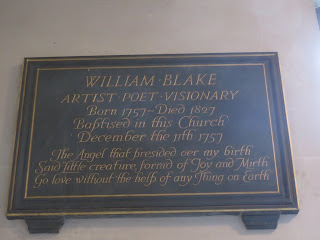 WILLIAM · BLAKE
ARTIST · POET · VISIONARY
Born 1757 ~ Died 1827
Baptised in this Church
December the 11th 1757
The Angel that presided over my birth
Said little creature, form'd of Joy and Mirth
Go love without the help of any Thing on Earth